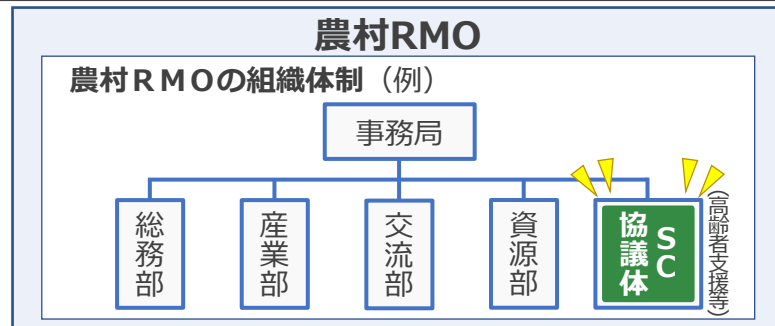 農村RMO
農村ＲＭＯの組織体制（例）
事務局
総務部
産業部
交流部
資源部
SC
協議体
(高齢者支援等)